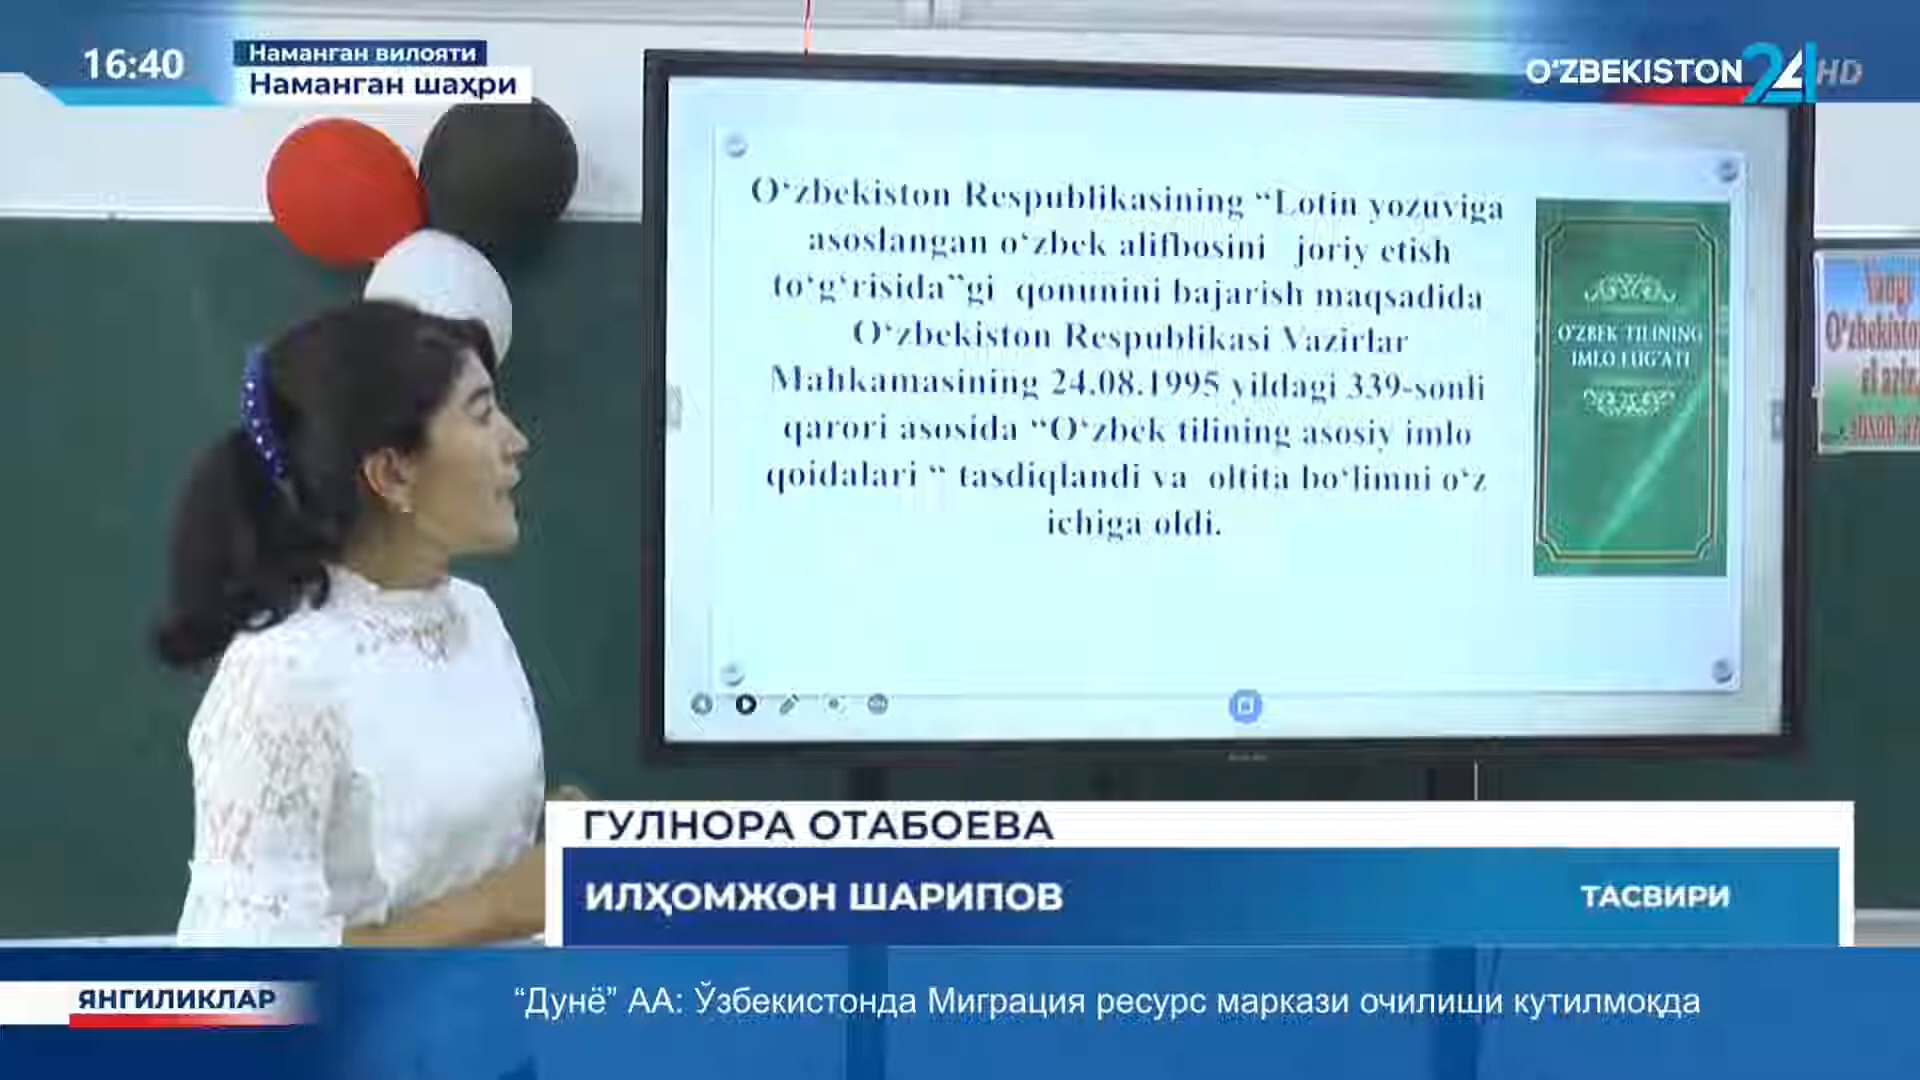 16:40
Наманган вилояти
Наманган шаҳри
O‘ZBEKISTON 24 HD
O‘zbekiston Respublikasining “Lotin yozuviga
asoslangan o‘zbek alifbosini joriy etish
to‘g‘risida”gi qonunini bajarish maqsadida
O‘zbekiston Respublikasi Vazirlar
Mahkamasining 24.08.1995 yildagi 339-sonli
qarori asosida “O‘zbek tilining asosiy imlo
qoidalari “ tasdiqlandi va oltita bo‘limni o‘z
ichiga oldi.
O‘ZBEK TILINING
IMLO LUG‘ATI
Yangi
el aziz,
ГУЛНОРА ОТАБОЕВА
ИЛҲОМЖОН ШАРИПОВ
ТАСВИРИ
ЯНГИЛИКЛАР
“Дунё” АА: Ўзбекистонда Миграция ресурс маркази очилиши кутилмоқда